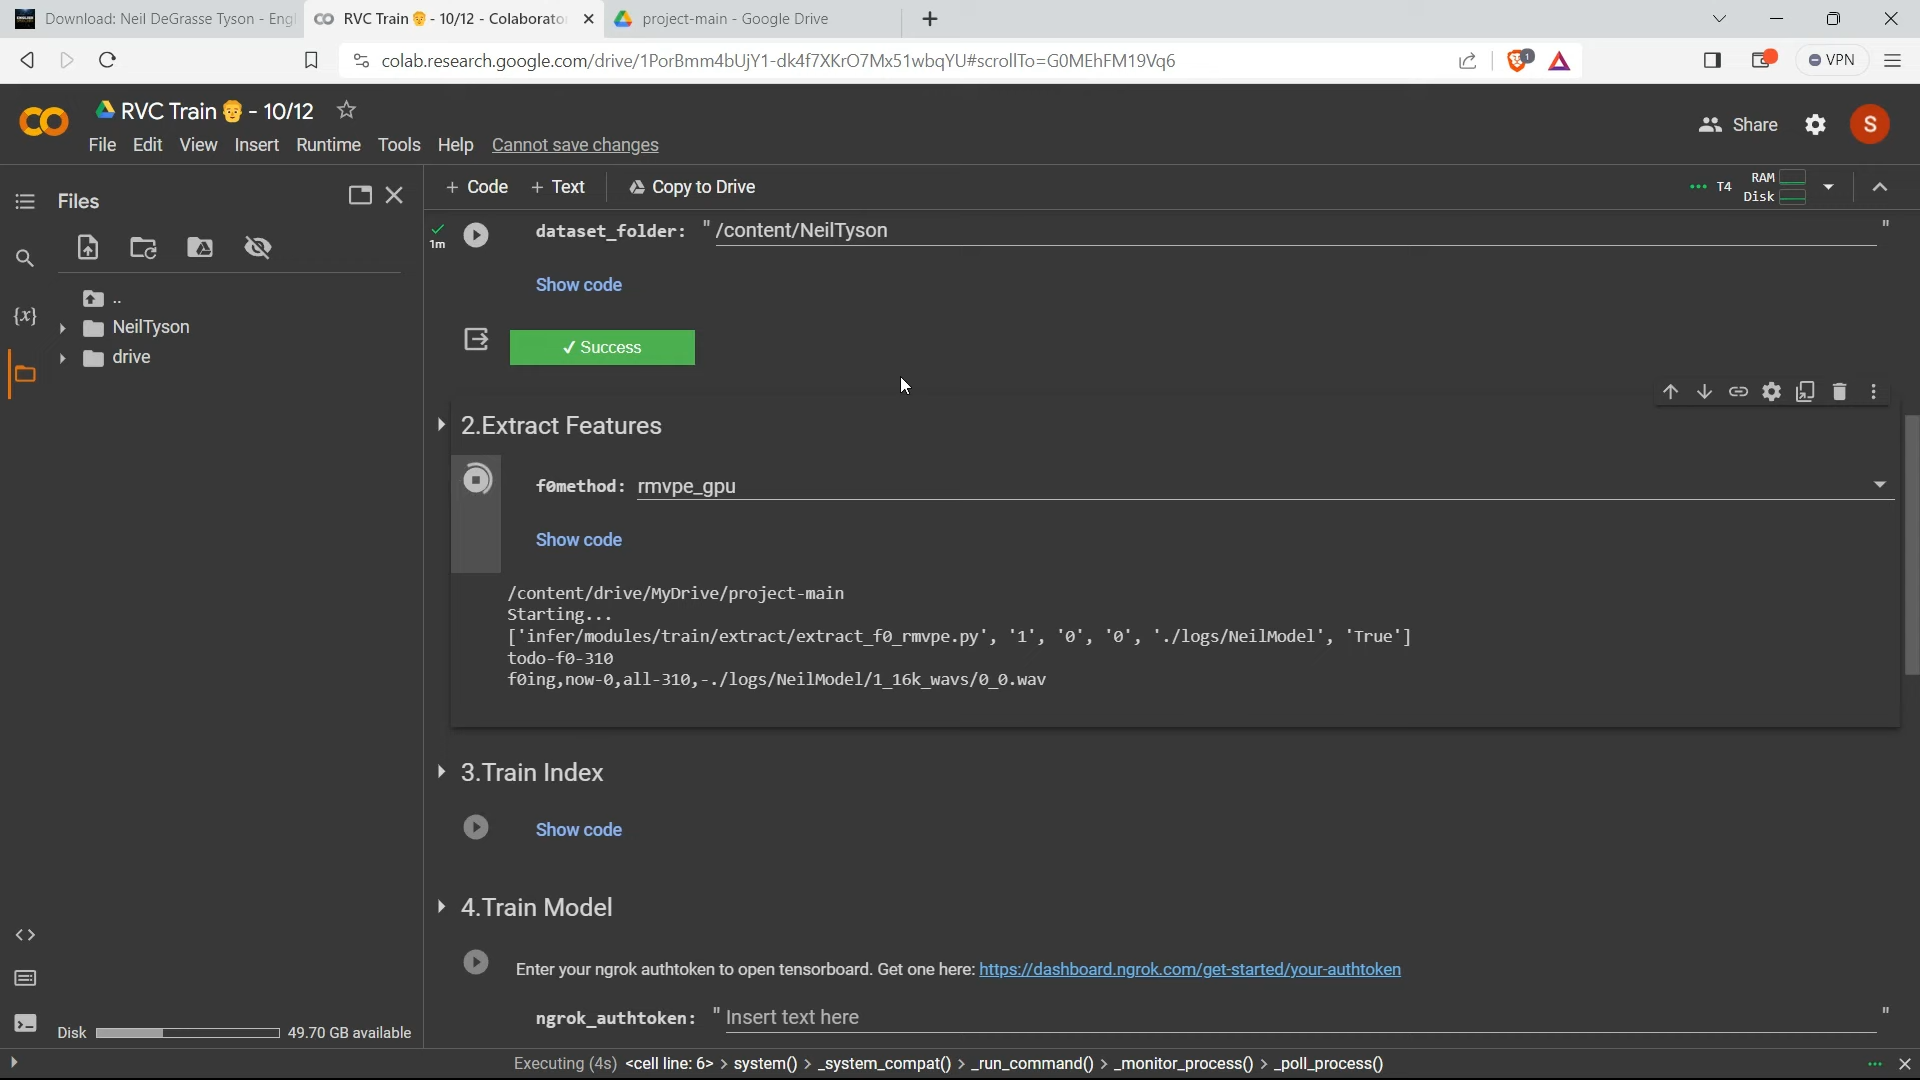 Download: Neil DeGrasse Tyson - Engl
RVC Train 👨‍🦳 - 10/12 - Colaborator
project-main - Google Drive
colab.research.google.com/drive/1PorBmm4bUjY1-dk4f7XKrO7Mx51wbqYU#scrollTo=G0MEhFM19Vq6
1
VPN
RVC Train - 10/12
Share
S
File Edit View Insert Runtime Tools Help Cannot save changes
Files
+ Code + Text Copy to Drive
T4 RAM
Disk
{x}
..
NeilTyson
drive
1m
dataset_folder: " /content/NeilTyson "
Show code
✓ Success
2.Extract Features
f0method: rmvpe_gpu
Show code
/content/drive/MyDrive/project-main
Starting...
['infer/modules/train/extract/extract_f0_rmvpe.py', '1', '0', '0', './logs/NeilModel', 'True']
todo-f0-310
f0ing,now-0,all-310,-./logs/NeilModel/1_16k_wavs/0_0.wav
3.Train Index
Show code
4.Train Model
Enter your ngrok authtoken to open tensorboard. Get one here: https://dashboard.ngrok.com/get-started/your-authtoken
ngrok_authtoken: " Insert text here "
Disk 49.70 GB available
Executing (4s) <cell line: 6> > system() > _system_compat() > _run_command() > _monitor_process() > _poll_process()